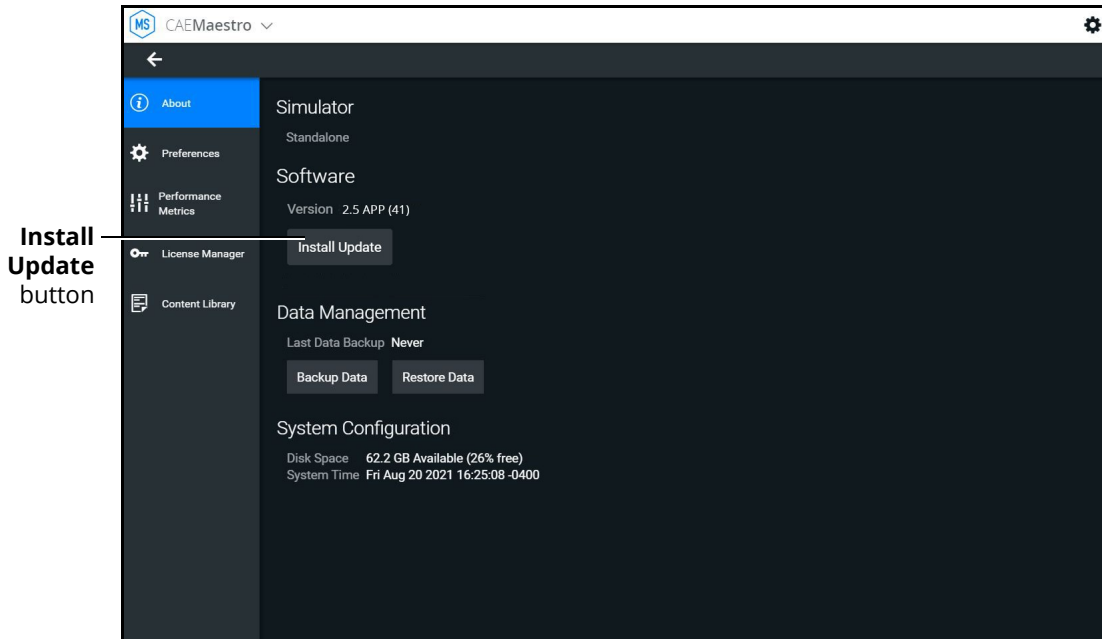 MS CAEMaestro
About
Preferences
Performance
Metrics
License Manager
Content Library
Install
Update
button
Simulator
Standalone
Software
Version 2.5 APP (41)
Install Update
Data Management
Last Data Backup Never
Backup Data Restore Data
System Configuration
Disk Space 62.2 GB Available (26% free)
System Time Fri Aug 20 2021 16:25:08 -0400